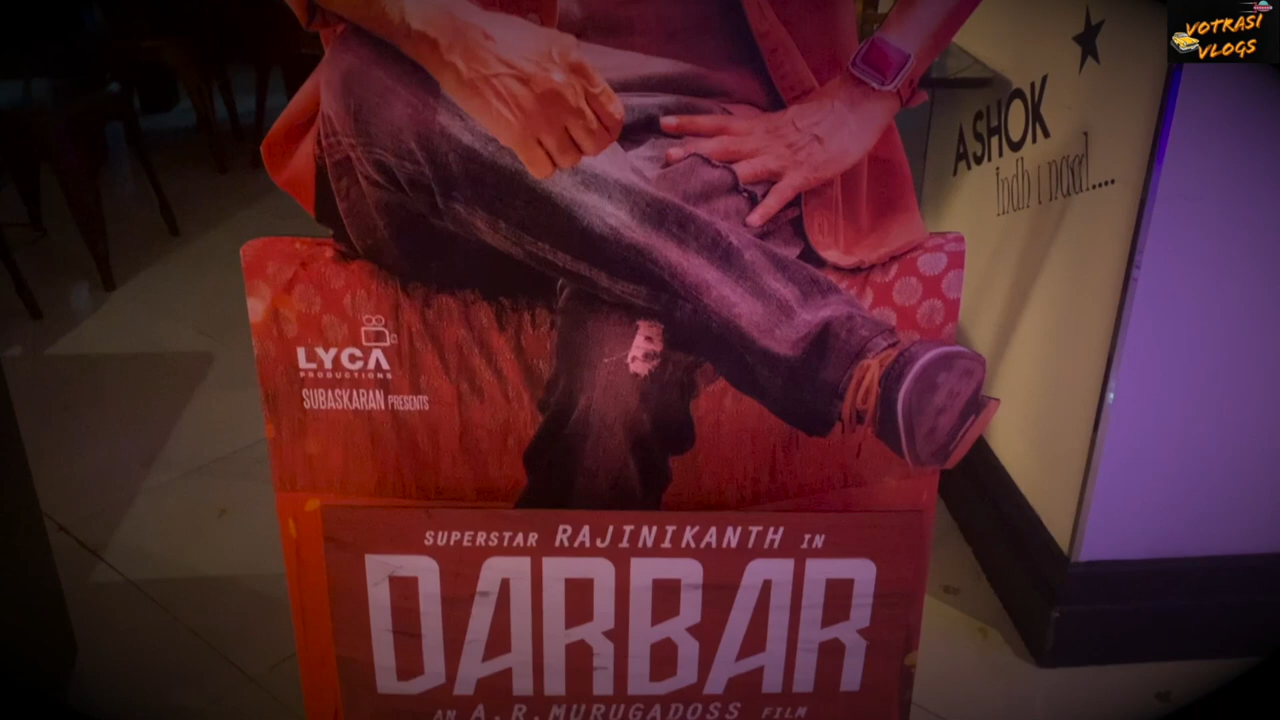 VOTRASI
VLOGS
ASHOK
LYCA
PRODUCTIONS
SUBASKARAN PRESENTS
SUPERSTAR RAJINIKANTH IN
DARBAR
AN A.R.MURUGADOSS FILM